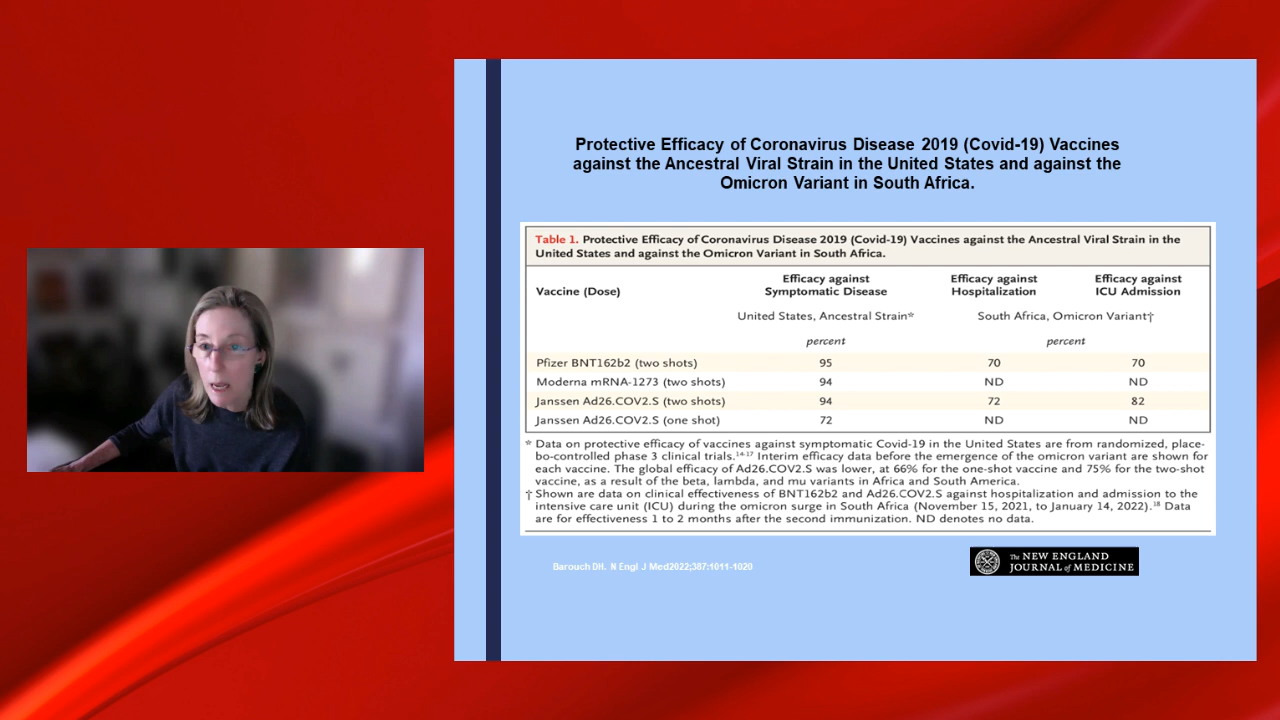 Protective Efficacy of Coronavirus Disease 2019 (Covid-19) Vaccines
against the Ancestral Viral Strain in the United States and against the
Omicron Variant in South Africa.
Table 1. Protective Efficacy of Coronavirus Disease 2019 (Covid-19) Vaccines against the Ancestral Viral Strain in the
United States and against the Omicron Variant in South Africa.
Vaccine (Dose) Efficacy against Symptomatic Disease Efficacy against Hospitalization Efficacy against ICU Admission
United States, Ancestral Strain* South Africa, Omicron Variant†
percent percent
Pfizer BNT162b2 (two shots) 95 70 70
Moderna mRNA-1273 (two shots) 94 ND ND
Janssen Ad26.COV2.S (two shots) 94 72 82
Janssen Ad26.COV2.S (one shot) 72 ND ND
* Data on protective efficacy of vaccines against symptomatic Covid-19 in the United States are from randomized, place-
bo-controlled phase 3 clinical trials.14-17 Interim efficacy data before the emergence of the omicron variant are shown for
each vaccine. The global efficacy of Ad26.COV2.S was lower, at 66% for the one-shot vaccine and 75% for the two-shot
vaccine, as a result of the beta, lambda, and mu variants in Africa and South America.
† Shown are data on clinical effectiveness of BNT162b2 and Ad26.COV2.S against hospitalization and admission to the
intensive care unit (ICU) during the omicron surge in South Africa (November 15, 2021, to January 14, 2022).18 Data
are for effectiveness 1 to 2 months after the second immunization. ND denotes no data.
Barouch DH. N Engl J Med2022;387:1011-1020
The NEW ENGLAND
JOURNAL of MEDICINE